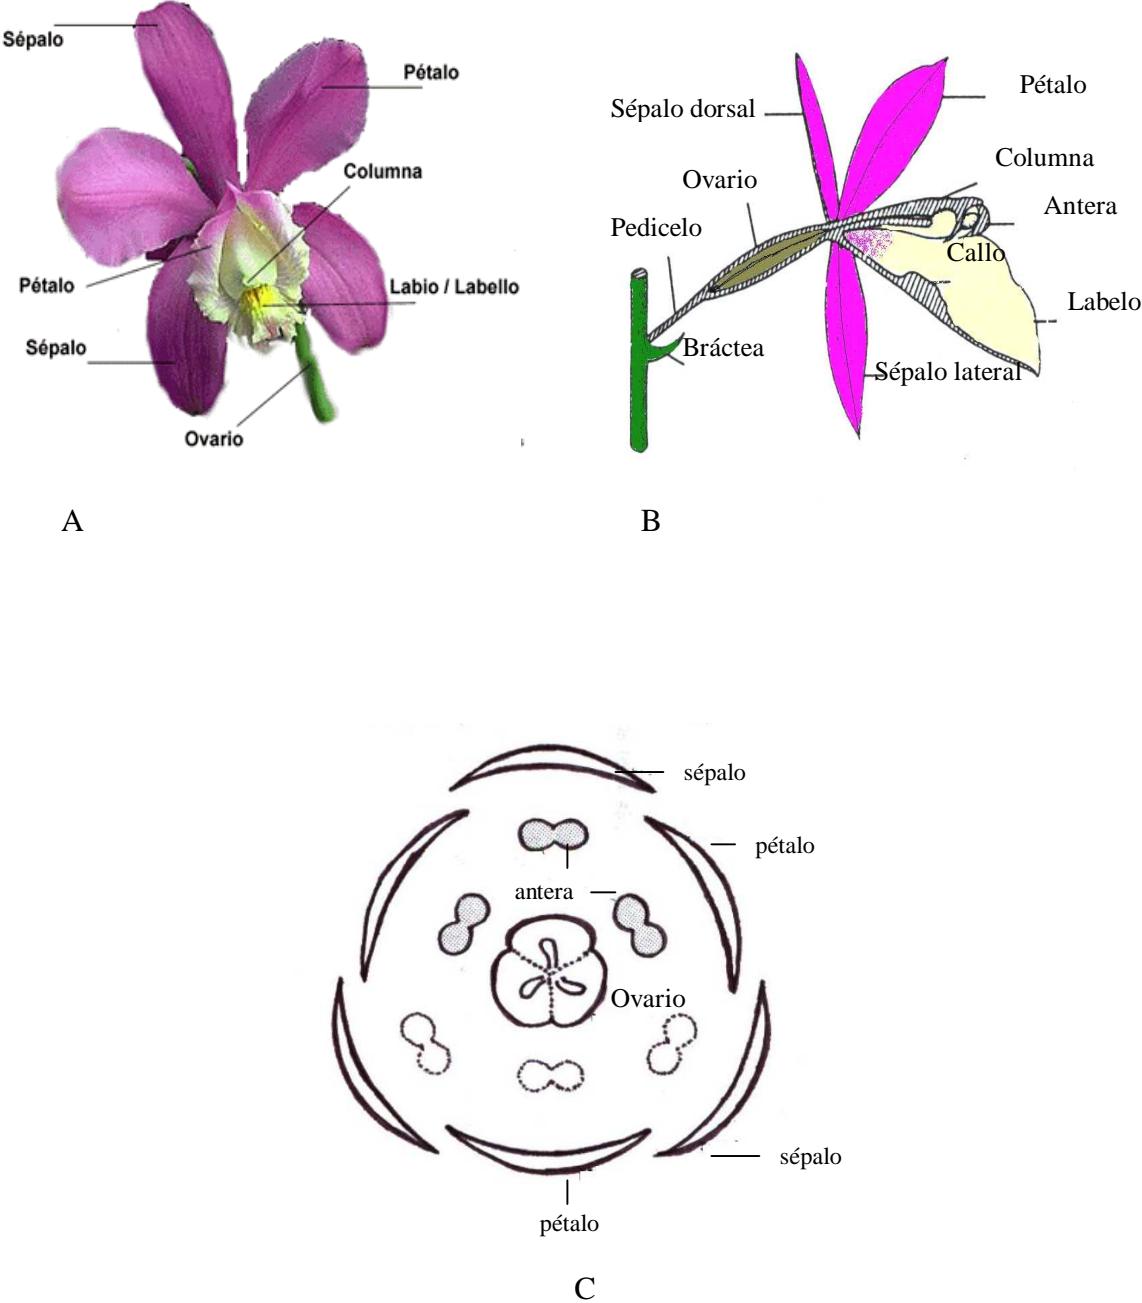 Sépalo
Pétalo
Columna
Pétalo
Labio / Labello
Sépalo
Ovario
A
Sépalo dorsal
Pétalo
Columna
Ovario
Antera
Pedicelo
Callo
Labelo
Bráctea
Sépalo lateral
B
sépalo
pétalo
antera
Ovario
sépalo
pétalo
C